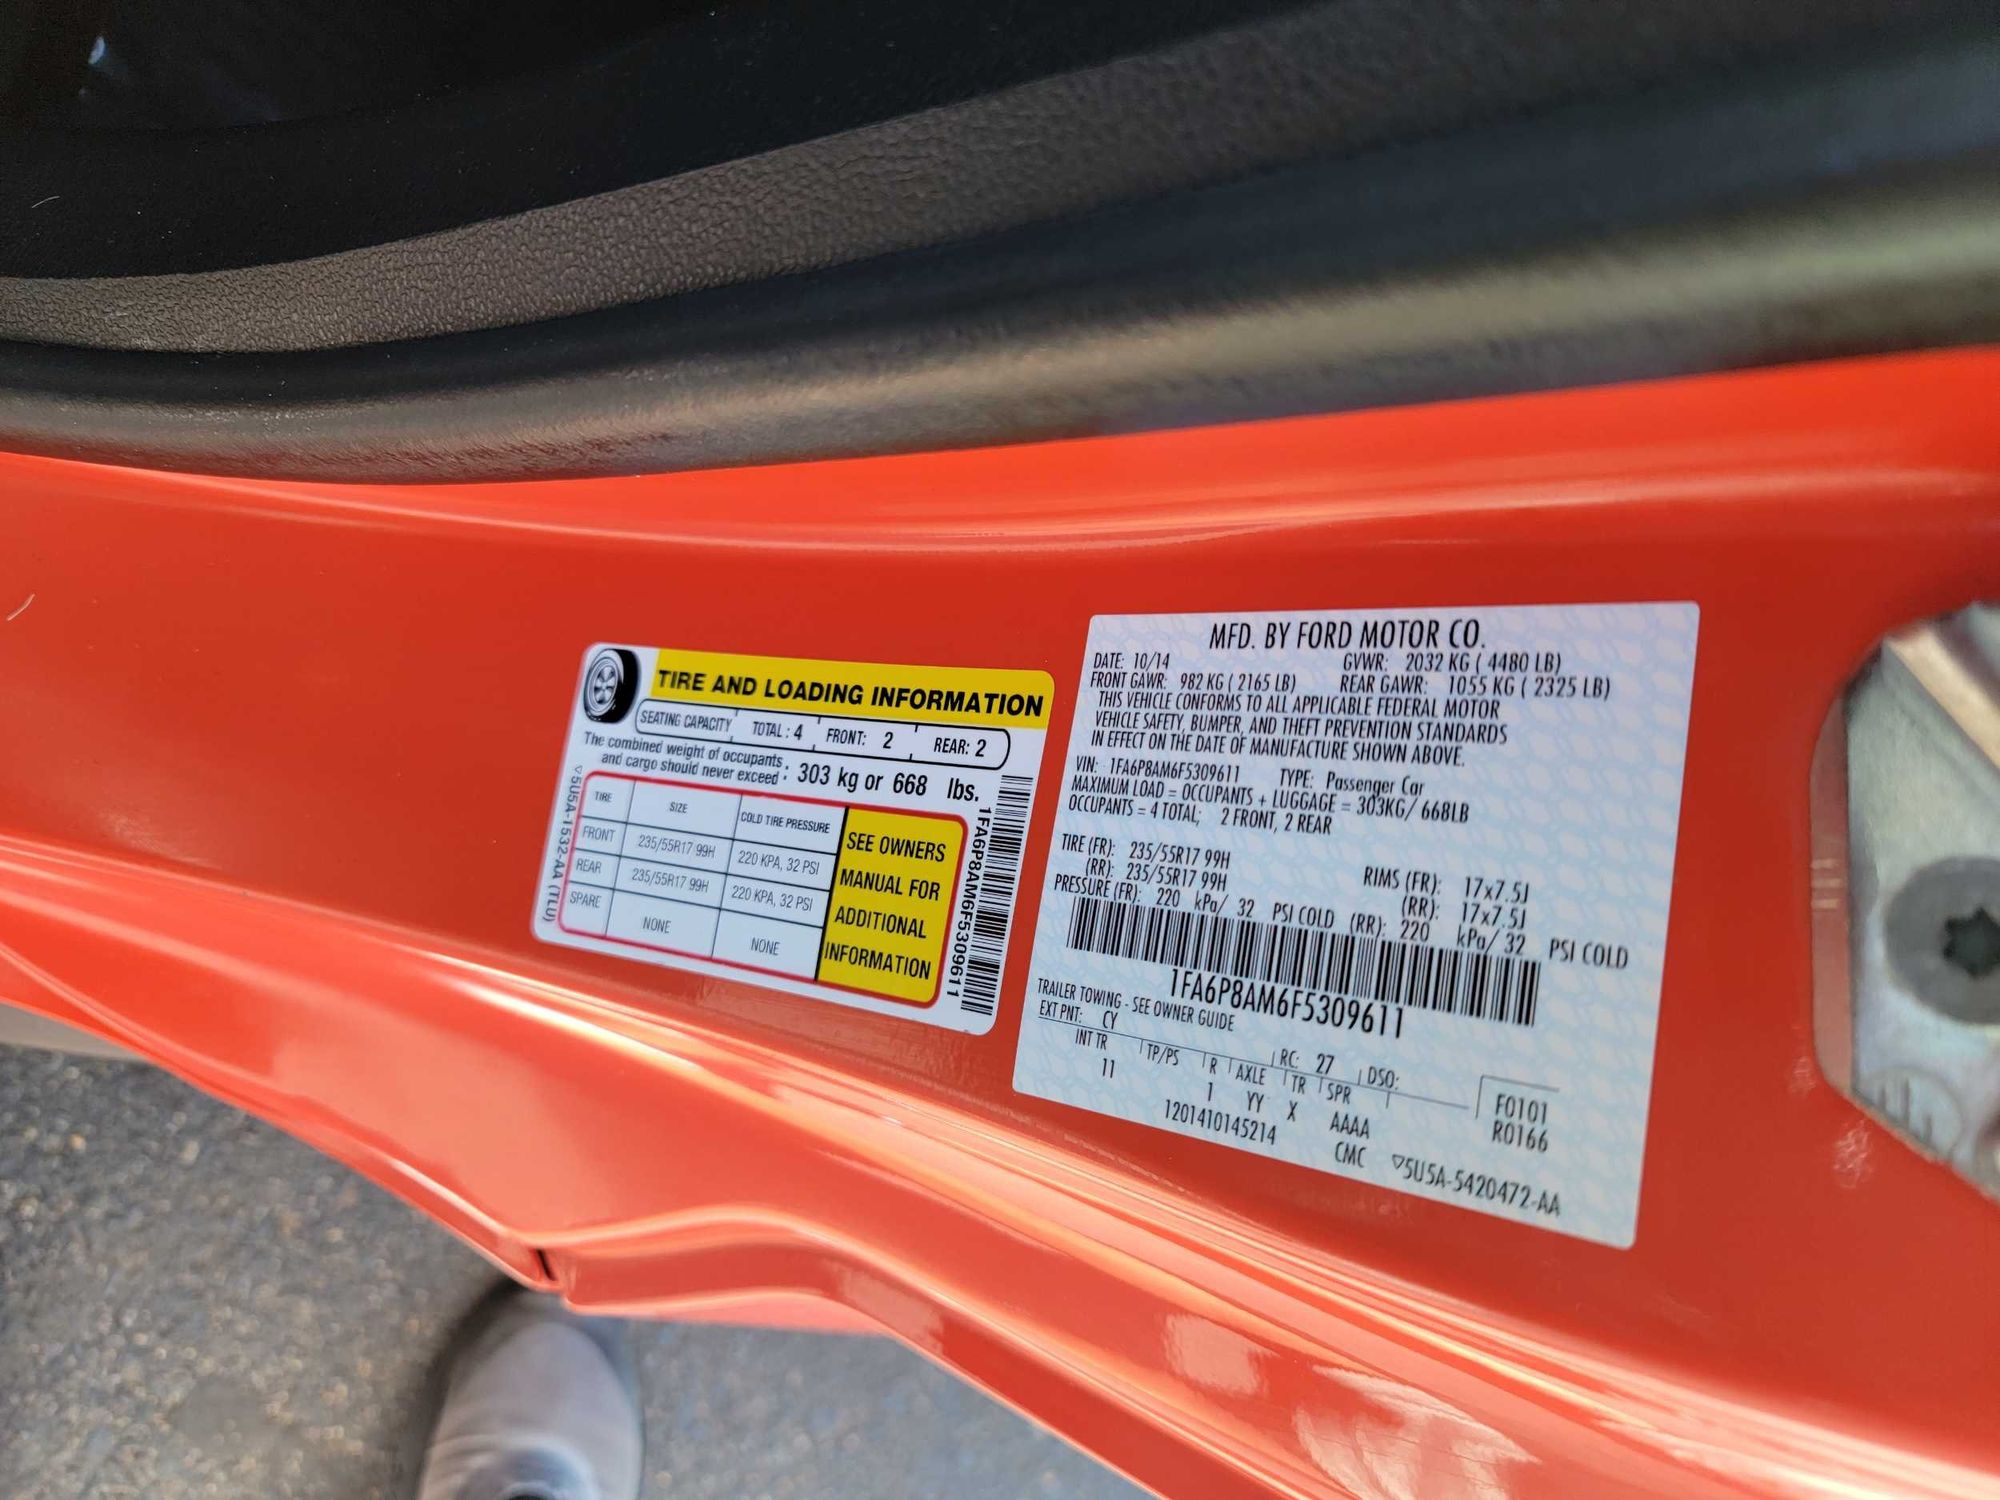 TIRE AND LOADING INFORMATION
SEATING CAPACITY TOTAL : 4 FRONT: 2 REAR: 2
The combined weight of occupants
and cargo should never exceed : 303 kg or 668 lbs.
TIRE SIZE COLD TIRE PRESSURE
FRONT 235/55R17 99H 220 KPA, 32 PSI
REAR 235/55R17 99H 220 KPA, 32 PSI
SPARE NONE NONE
SEE OWNERS
MANUAL FOR
ADDITIONAL
INFORMATION
5U5A-1532-AA (TLU)
1FA6P8AM6F5309611
MFD. BY FORD MOTOR CO.
DATE: 10/14 GVWR: 2032 KG ( 4480 LB)
FRONT GAWR: 982 KG ( 2165 LB) REAR GAWR: 1055 KG ( 2325 LB)
THIS VEHICLE CONFORMS TO ALL APPLICABLE FEDERAL MOTOR
VEHICLE SAFETY, BUMPER, AND THEFT PREVENTION STANDARDS
IN EFFECT ON THE DATE OF MANUFACTURE SHOWN ABOVE.
VIN: 1FA6P8AM6F5309611 TYPE: Passenger Car
MAXIMUM LOAD = OCCUPANTS + LUGGAGE = 303KG/ 668LB
OCCUPANTS = 4 TOTAL; 2 FRONT, 2 REAR
TIRE (FR): 235/55R17 99H RIMS (FR): 17x7.5J
(RR): 235/55R17 99H (RR): 17x7.5J
PRESSURE (FR): 220 kPa/ 32 PSI COLD (RR): 220 kPa/ 32 PSI COLD
1FA6P8AM6F5309611
TRAILER TOWING - SEE OWNER GUIDE
EXT PNT: CY RC: 27 DSO:
INT TR TP/PS R AXLE TR SPR F0101
11 1 YY X AAAA R0166
1201410145214 CMC 5U5A-5420472-AA